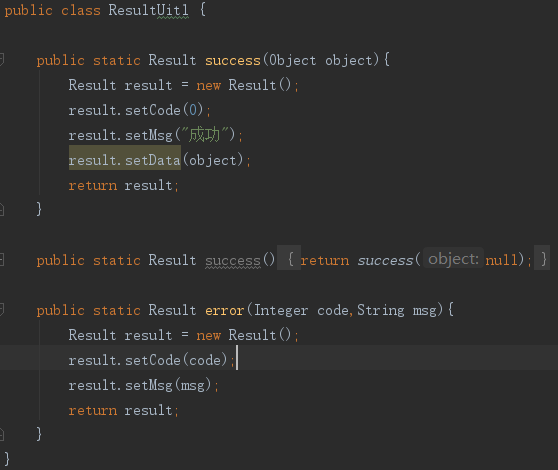 public class ResultUitl {
public static Result success(Object object){
Result result = new Result();
result.setCode(0);
result.setMsg("成功");
result.setData(object);
return result;
}
public static Result success() {return success( object: null);}
public static Result error(Integer code,String msg){
Result result = new Result();
result.setCode(code);
result.setMsg(msg);
return result;
}
}